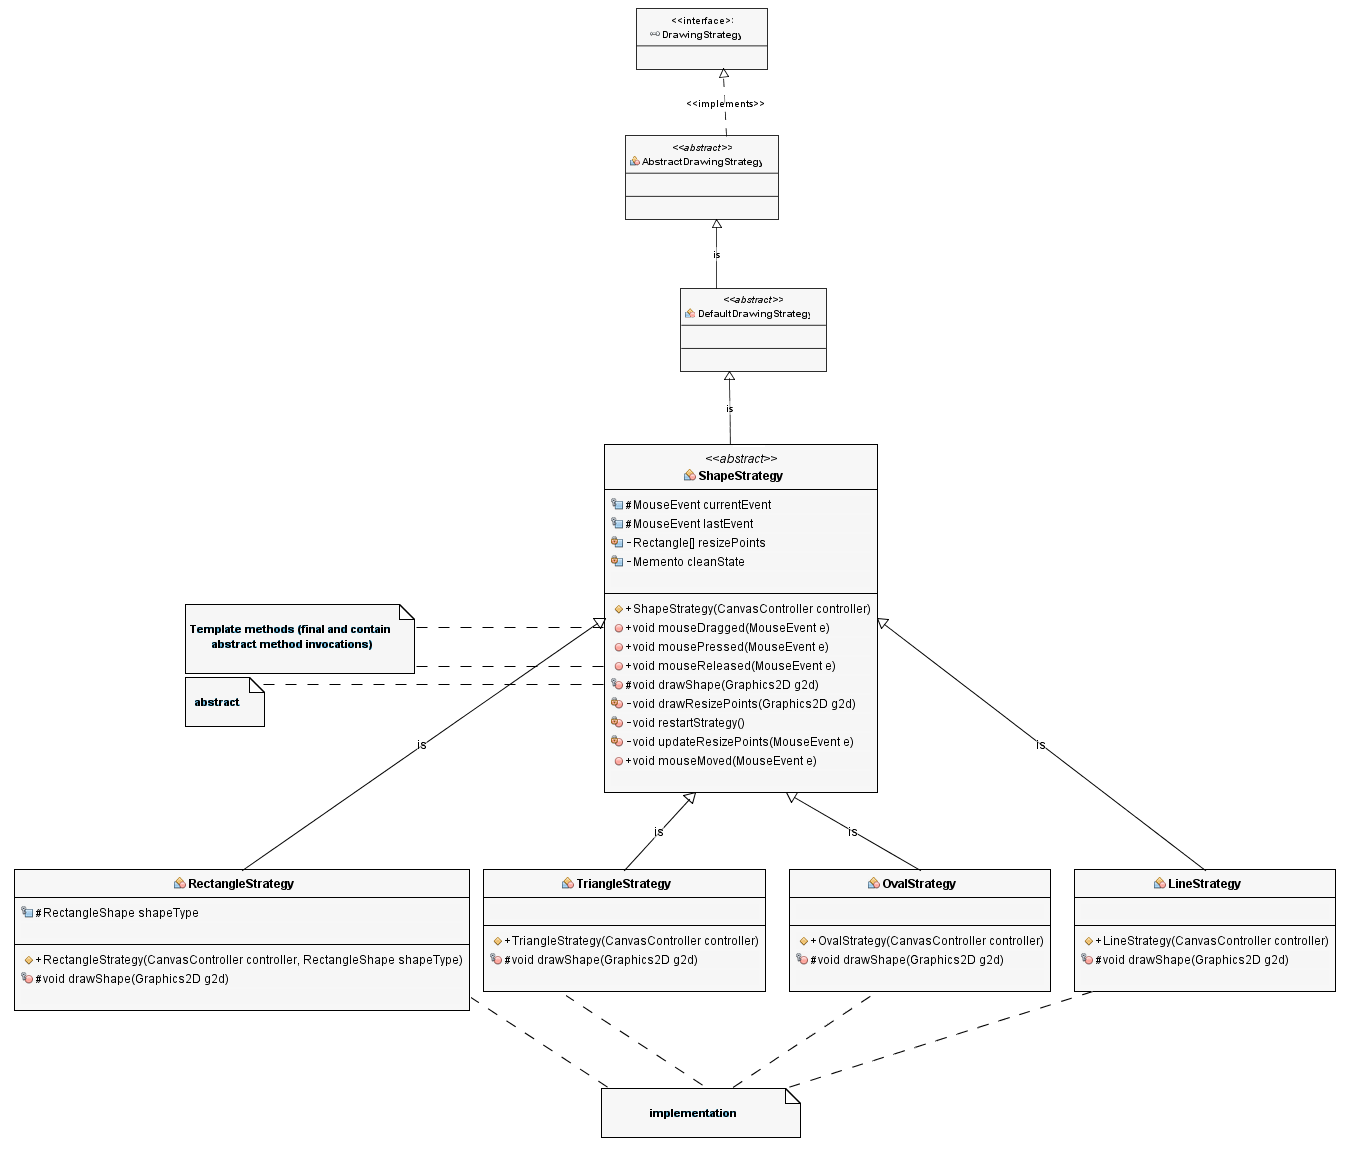 <<interface>>
DrawingStrategy
<<implements>>
<<abstract>>
AbstractDrawingStrategy
is
<<abstract>>
DefaultDrawingStrategy
is
<<abstract>>
ShapeStrategy
#MouseEvent currentEvent
#MouseEvent lastEvent
-Rectangle[] resizePoints
-Memento cleanState
+ShapeStrategy(CanvasController controller)
+void mouseDragged(MouseEvent e)
+void mousePressed(MouseEvent e)
+void mouseReleased(MouseEvent e)
#void drawShape(Graphics2D g2d)
-void drawResizePoints(Graphics2D g2d)
-void restartStrategy()
-void updateResizePoints(MouseEvent e)
+void mouseMoved(MouseEvent e)
Template methods (final and contain
abstract method invocations)
abstract
is
is
is
is
RectangleStrategy
#RectangleShape shapeType
+RectangleStrategy(CanvasController controller, RectangleShape shapeType)
#void drawShape(Graphics2D g2d)
TriangleStrategy
+TriangleStrategy(CanvasController controller)
#void drawShape(Graphics2D g2d)
OvalStrategy
+OvalStrategy(CanvasController controller)
#void drawShape(Graphics2D g2d)
LineStrategy
+LineStrategy(CanvasController controller)
#void drawShape(Graphics2D g2d)
implementation